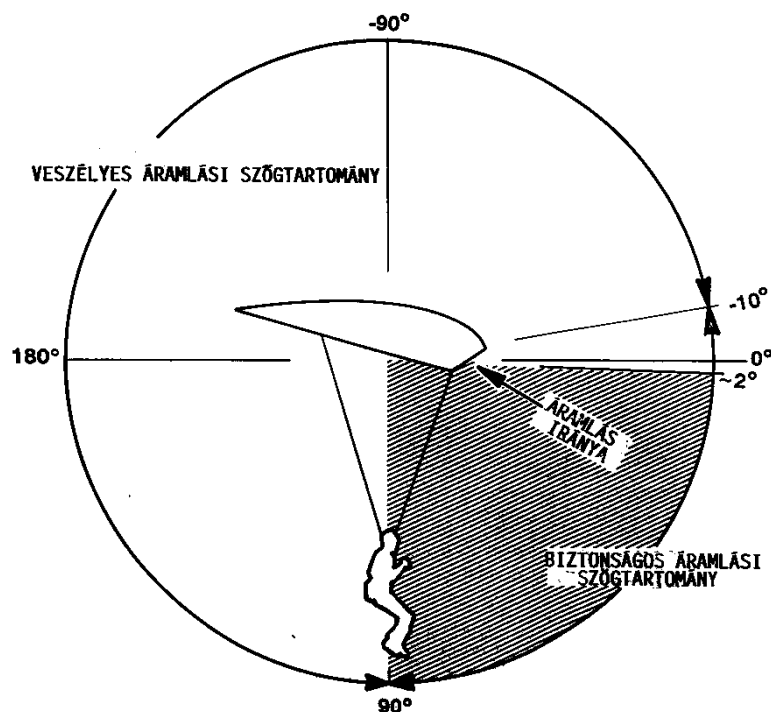 -90°
VESZÉLYES ÁRAMLÁSI SZÖGTARTOMÁNY
-10°
180°
0°
~2°
ÁRAMLÁS
IRÁNYA
BIZTONSÁGOS ÁRAMLÁSI
SZÖGTARTOMÁNY
90°